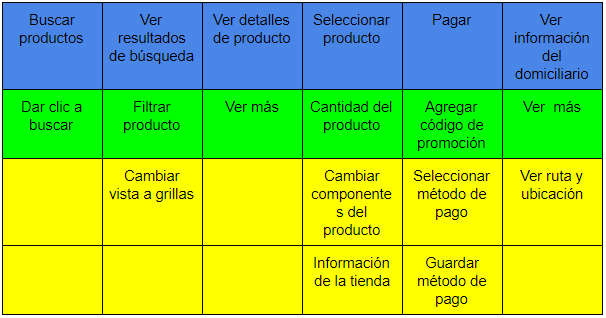 Buscar
productos
Ver
resultados
de búsqueda
Ver detalles
de producto
Seleccionar
producto
Pagar
Ver
información
del
domiciliario
Dar clic a
buscar
Filtrar
producto
Ver más
Cantidad del
producto
Agregar
código de
promoción
Ver  más
Cambiar
vista a grillas
Cambiar
componente
s del
producto
Seleccionar
método de
pago
Ver ruta y
ubicación
Información
de la tienda
Guardar
método de
pago